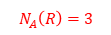 N_A(R) = 3